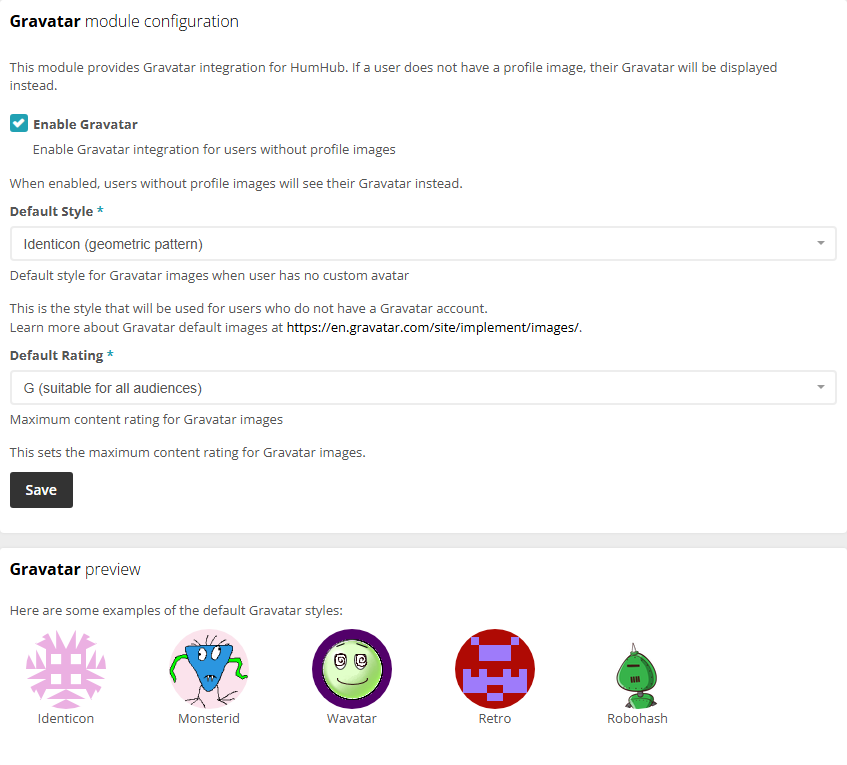 Gravatar module configuration
This module provides Gravatar integration for HumHub. If a user does not have a profile image, their Gravatar will be displayed
instead.
Enable Gravatar
Enable Gravatar integration for users without profile images
When enabled, users without profile images will see their Gravatar instead.
Default Style *
Identicon (geometric pattern)
Default style for Gravatar images when user has no custom avatar
This is the style that will be used for users who do not have a Gravatar account.
Learn more about Gravatar default images at https://en.gravatar.com/site/implement/images/.
Default Rating *
G (suitable for all audiences)
Maximum content rating for Gravatar images
This sets the maximum content rating for Gravatar images.
Save
Gravatar preview
Here are some examples of the default Gravatar styles:
Identicon
Monsterid
Wavatar
Retro
Robohash